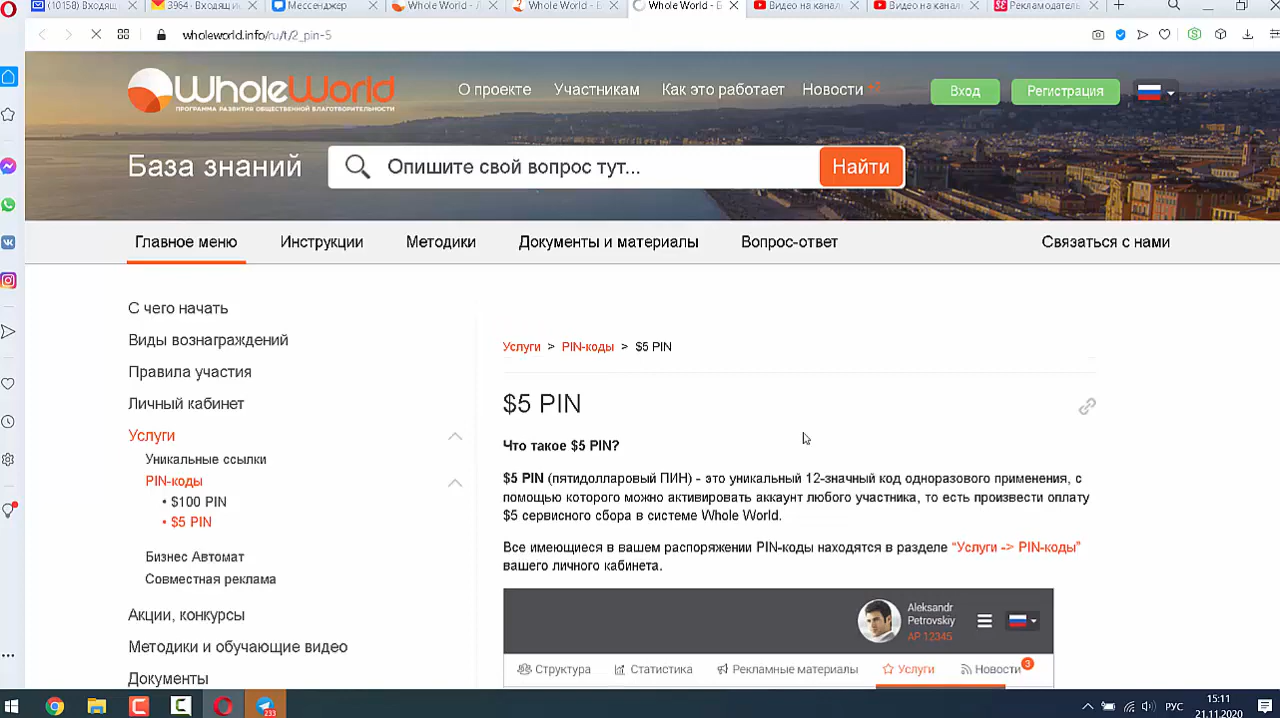 (10158) Входящ
3964 - Входящие
Мессенджер
Whole World - Л
Whole World - Б
Whole World - Б
Видео на канал
Видео на канал
Рекламодатель
wholeworld.info/ru/t/2_pin-5
WholeWorld
ПРОГРАММА РАЗВИТИЯ ОБЩЕСТВЕННОЙ БЛАГОТВОРИТЕЛЬНОСТИ
О проекте Участникам Как это работает Новости
Вход Регистрация
База знаний Опишите свой вопрос тут... Найти
Главное меню Инструкции Методики Документы и материалы Вопрос-ответ Связаться с нами
С чего начать
Виды вознаграждений
Правила участия
Личный кабинет
Услуги
Уникальные ссылки
PIN-коды
• $100 PIN
• $5 PIN
Бизнес Автомат
Совместная реклама
Акции, конкурсы
Методики и обучающие видео
Документы
Услуги > PIN-коды > $5 PIN
$5 PIN
Что такое $5 PIN?
$5 PIN (пятидолларовый ПИН) - это уникальный 12-значный код одноразового применения, с
помощью которого можно активировать аккаунт любого участника, то есть произвести оплату
$5 сервисного сбора в системе Whole World.
Все имеющиеся в вашем распоряжении PIN-коды находятся в разделе "Услуги -> PIN-коды"
вашего личного кабинета.
Aleksandr
Petrovskiy
AP 12345
Структура Статистика Рекламные материалы Услуги Новости 3
233
РУС
15:11
21.11.2020